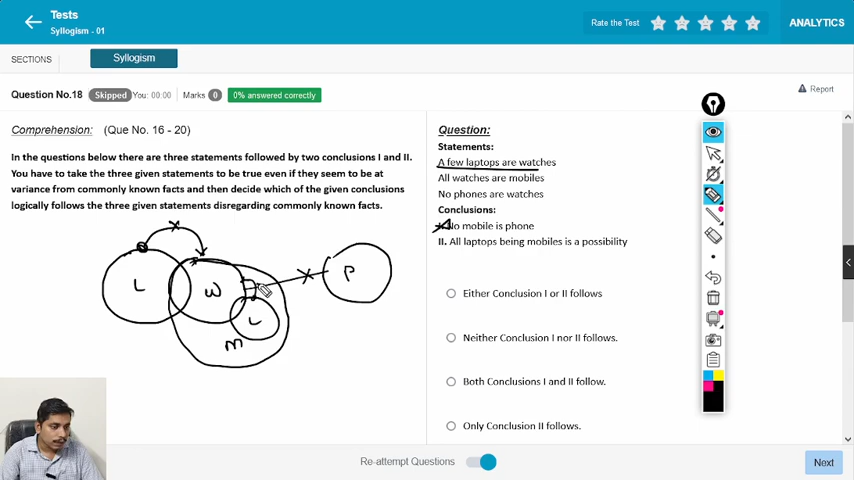 Tests
Syllogism - 01
Rate the Test
ANALYTICS
SECTIONS
Syllogism
Question No.18
Skipped
You: 00:00
Marks
0
0% answered correctly
Report
Comprehension: (Que No. 16 - 20)
In the questions below there are three statements followed by two conclusions I and II.
You have to take the three given statements to be true even if they seem to be at
variance from commonly known facts and then decide which of the given conclusions
logically follows the three given statements disregarding commonly known facts.
L
W
P
L
M
Question:
Statements:
A few laptops are watches
All watches are mobiles
No phones are watches
Conclusions:
No mobile is phone
II. All laptops being mobiles is a possibility
Either Conclusion I or II follows
Neither Conclusion I nor II follows.
Both Conclusions I and II follow.
Only Conclusion II follows.
Re-attempt Questions
Next